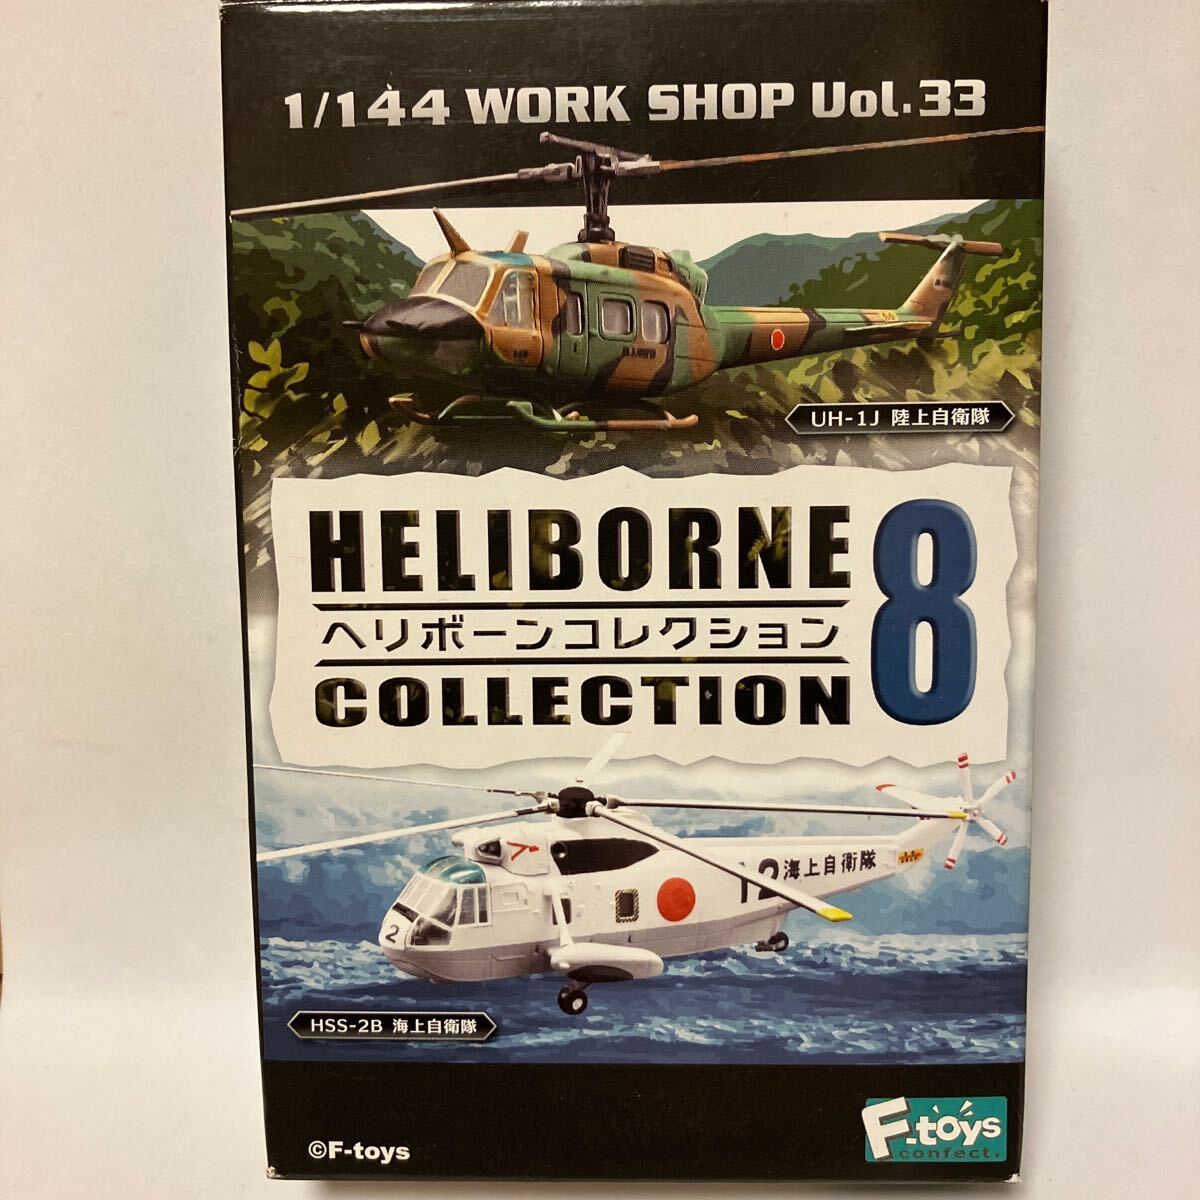 1/144 WORK SHOP Vol.33
UH-1J 陸上自衛隊
HELIBORNE
ヘリボーンコレクション
COLLECTION
8
12 海上自衛隊
2
HSS-2B 海上自衛隊
©F-toys
F-toys
confect.